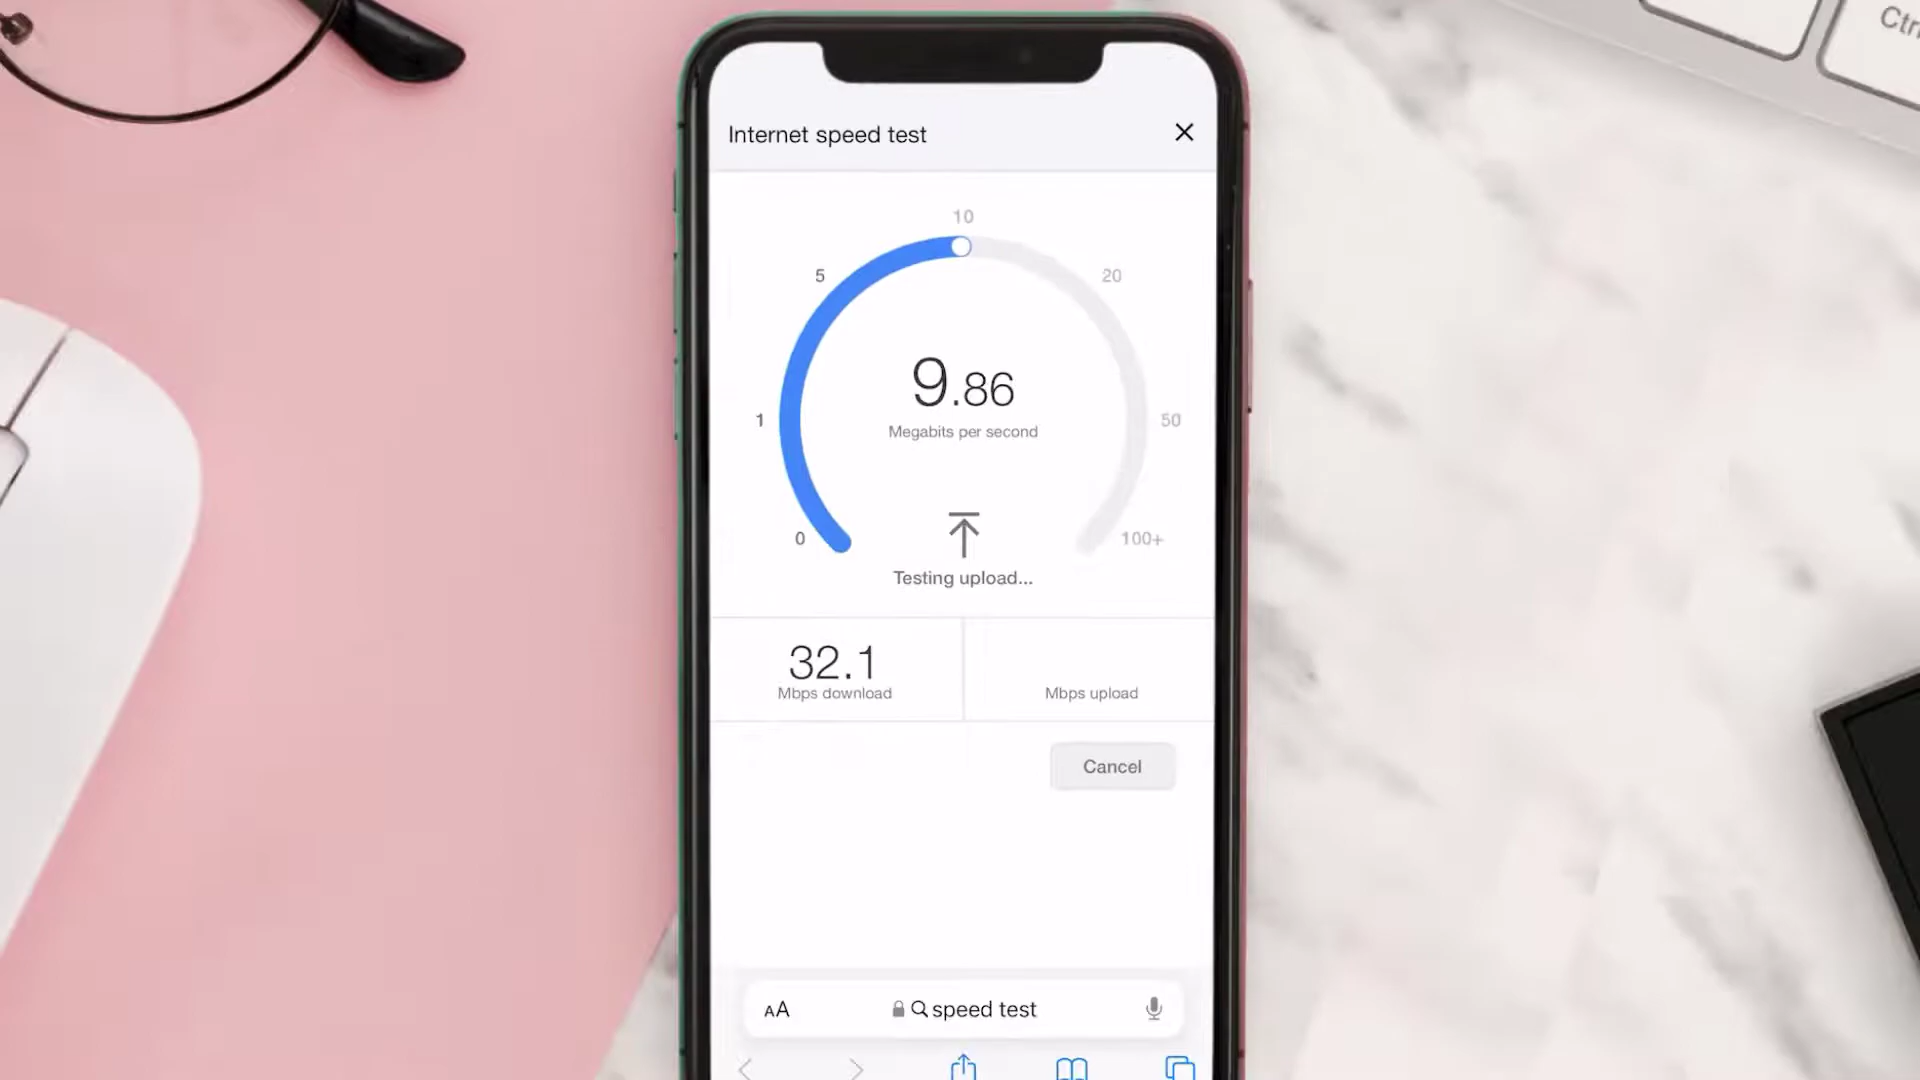 Ctr
Internet speed test
10
5
20
9.86
1
50
Megabits per second
0
100+
Testing upload...
32.1
Mbps download
Mbps upload
Cancel
AA
speed test